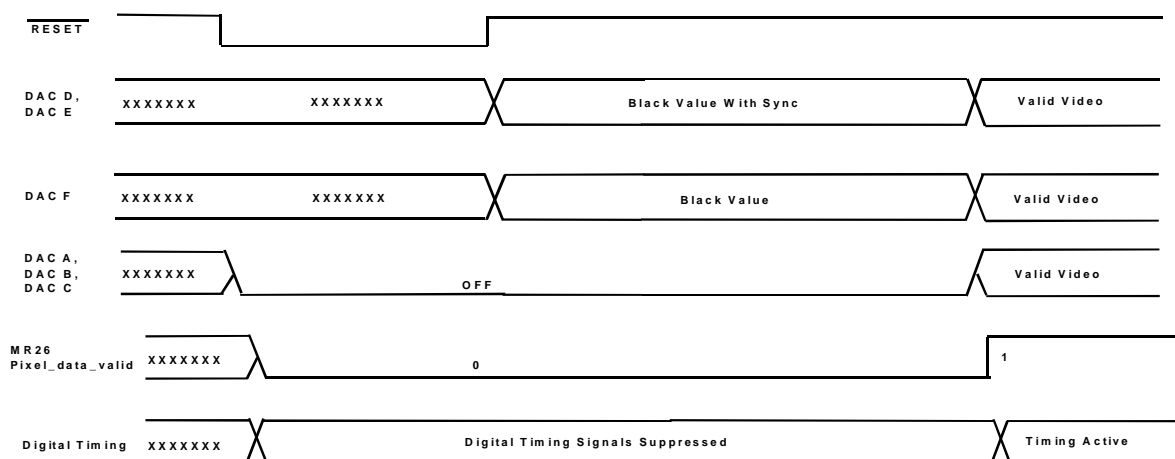 RESET
DAC D,
DAC E
XXXXXXX XXXXXXX Black Value With Sync Valid Video
DAC F XXXXXXX XXXXXXX Black Value Valid Video
DAC A,
DAC B,
DAC C
XXXXXXX OFF Valid Video
MR26
Pixel_data_valid XXXXXXX 0 1
Digital Timing XXXXXXX Digital Timing Signals Suppressed Timing Active